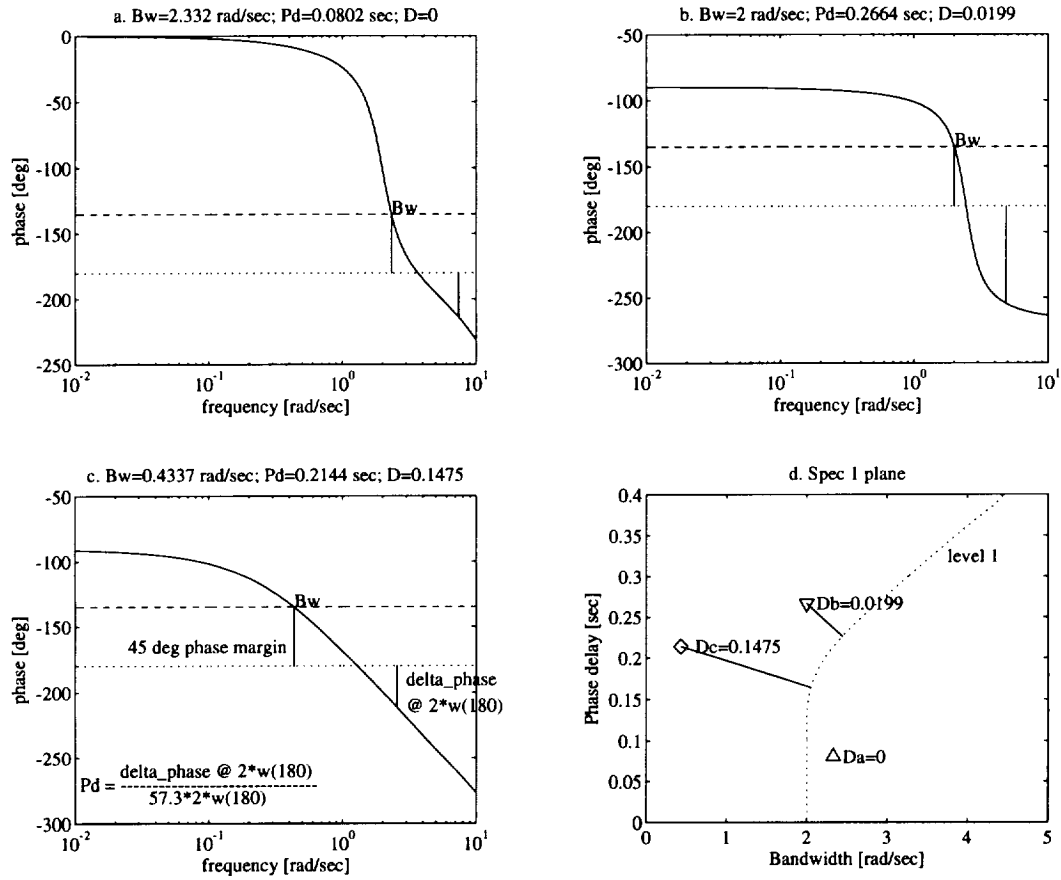 a. Bw=2.332 rad/sec; Pd=0.0802 sec; D=0
0
-50
-100
-150
-200
-250
phase [deg]
Bw
10^-2
10^-1
10^0
10^1
frequency [rad/sec]
b. Bw=2 rad/sec; Pd=0.2664 sec; D=0.0199
-50
-100
-150
-200
-250
-300
phase [deg]
Bw
10^-2
10^-1
10^0
10^1
frequency [rad/sec]
c. Bw=0.4337 rad/sec; Pd=0.2144 sec; D=0.1475
-50
-100
-150
-200
-250
-300
phase [deg]
Bw
45 deg phase margin
delta_phase
@ 2*w(180)
delta_phase @ 2*w(180)
Pd = ----------------------
57.3*2*w(180)
10^-2
10^-1
10^0
10^1
frequency [rad/sec]
d. Spec 1 plane
0.4
0.35
0.3
0.25
0.2
0.15
0.1
0.05
0
Phase delay [sec]
level 1
Db=0.0199
Dc=0.1475
Da=0
0
1
2
3
4
5
Bandwidth [rad/sec]